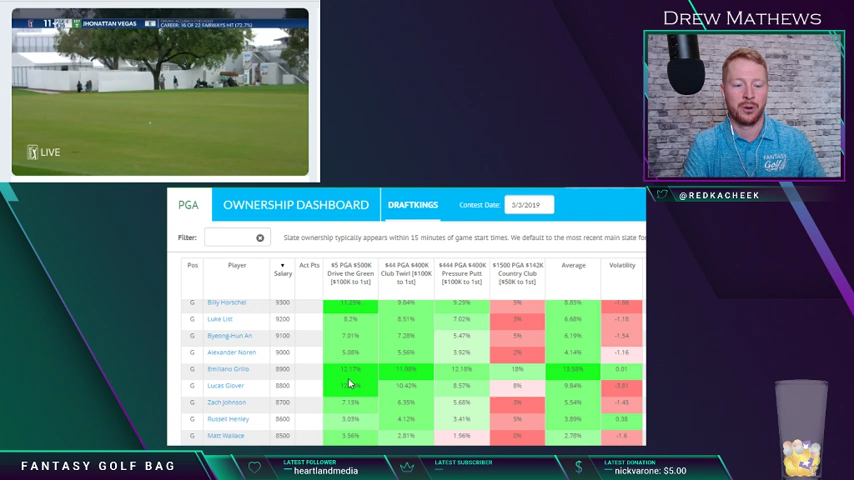 11
JHONATTAN VEGAS
CAREER: 16 OF 22 FAIRWAYS HIT (72.7%)
LIVE
DREW MATHEWS
FANTASY
Golf
@REDKACHEEK
PGA OWNERSHIP DASHBOARD DRAFTKINGS Contest Date: 3/3/2019
Filter: Slate ownership typically appears within 15 minutes of game start times. We default to the most recent main slate for
Pos Player Salary Act Pts $5 PGA $500K Drive the Green [$100K to 1st] $44 PGA $400K Club Twirl [$100K to 1st] $444 PGA $400K Pressure Putt [$100K to 1st] $1500 PGA $142K Country Club [$50K to 1st] Average Volatility
G Billy Horschel 9300 11.25% 9.84% 9.29% 5% 8.85% -1.86
G Luke List 9200 8.2% 8.51% 7.02% 3% 6.68% -1.18
G Byeong-Hun An 9100 7.01% 7.28% 5.47% 5% 6.19% -1.54
G Alexander Noren 9000 5.08% 5.56% 3.92% 2% 4.14% -1.16
G Emiliano Grillo 8900 12.17% 11.98% 12.18% 18% 13.58% 0.01
G Lucas Glover 8800 10.42% 8.57% 8% 9.84% -3.81
G Zach Johnson 8700 7.13% 6.35% 5.68% 3% 5.54% -1.45
G Russell Henley 8600 3.03% 4.12% 3.41% 5% 3.89% 0.38
G Matt Wallace 8500 3.56% 2.81% 1.96% 2.78% -1.6
FANTASY GOLF BAG
LATEST FOLLOWER
heartlandmedia
LATEST SUBSCRIBER
LATEST DONATION
nickvarone: $5.00